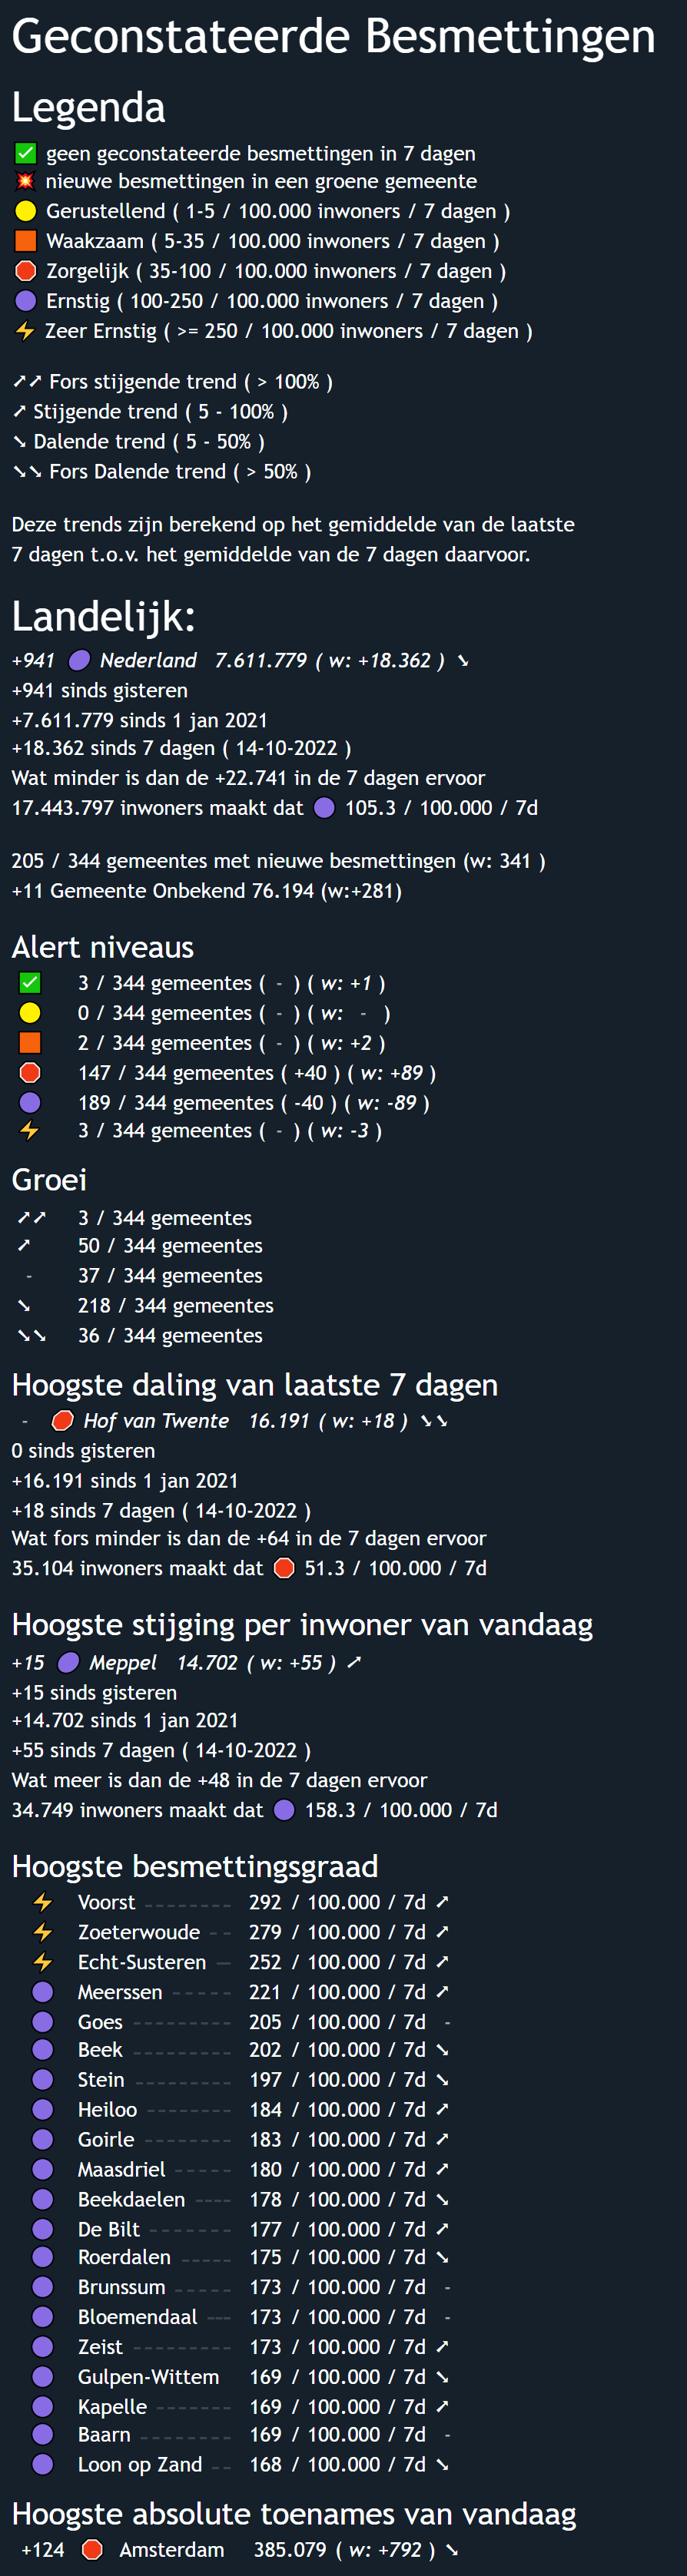 Geconstateerde Besmettingen
Legenda
✅ geen geconstateerde besmettingen in 7 dagen
💥 nieuwe besmettingen in een groene gemeente
🟡 Gerustellend ( 1-5 / 100.000 inwoners / 7 dagen )
🟧 Waakzaam ( 5-35 / 100.000 inwoners / 7 dagen )
🛑 Zorgelijk ( 35-100 / 100.000 inwoners / 7 dagen )
🟣 Ernstig ( 100-250 / 100.000 inwoners / 7 dagen )
⚡ Zeer Ernstig ( >= 250 / 100.000 inwoners / 7 dagen )
➚➚ Fors stijgende trend ( > 100% )
➚ Stijgende trend ( 5 - 100% )
➘ Dalende trend ( 5 - 50% )
➘➘ Fors Dalende trend ( > 50% )
Deze trends zijn berekend op het gemiddelde van de laatste
7 dagen t.o.v. het gemiddelde van de 7 dagen daarvoor.
Landelijk:
+941 🟣 Nederland 7.611.779 ( w: +18.362 ) ➘
+941 sinds gisteren
+7.611.779 sinds 1 jan 2021
+18.362 sinds 7 dagen ( 14-10-2022 )
Wat minder is dan de +22.741 in de 7 dagen ervoor
17.443.797 inwoners maakt dat 🟣 105.3 / 100.000 / 7d
205 / 344 gemeentes met nieuwe besmettingen (w: 341 )
+11 Gemeente Onbekend 76.194 (w:+281)
Alert niveaus
✅ 3 / 344 gemeentes ( - ) ( w: +1 )
🟡 0 / 344 gemeentes ( - ) ( w: - )
🟧 2 / 344 gemeentes ( - ) ( w: +2 )
🛑 147 / 344 gemeentes ( +40 ) ( w: +89 )
🟣 189 / 344 gemeentes ( -40 ) ( w: -89 )
⚡ 3 / 344 gemeentes ( - ) ( w: -3 )
Groei
➚➚ 3 / 344 gemeentes
➚ 50 / 344 gemeentes
- 37 / 344 gemeentes
➘ 218 / 344 gemeentes
➘➘ 36 / 344 gemeentes
Hoogste daling van laatste 7 dagen
- 🛑 Hof van Twente 16.191 ( w: +18 ) ➘➘
0 sinds gisteren
+16.191 sinds 1 jan 2021
+18 sinds 7 dagen ( 14-10-2022 )
Wat fors minder is dan de +64 in de 7 dagen ervoor
35.104 inwoners maakt dat 🛑 51.3 / 100.000 / 7d
Hoogste stijging per inwoner van vandaag
+15 🟣 Meppel 14.702 ( w: +55 ) ➚
+15 sinds gisteren
+14.702 sinds 1 jan 2021
+55 sinds 7 dagen ( 14-10-2022 )
Wat meer is dan de +48 in de 7 dagen ervoor
34.749 inwoners maakt dat 🟣 158.3 / 100.000 / 7d
Hoogste besmettingsgraad
⚡ Voorst -------- 292 / 100.000 / 7d ➚
⚡ Zoeterwoude -- 279 / 100.000 / 7d ➚
⚡ Echt-Susteren - 252 / 100.000 / 7d ➚
🟣 Meerssen ----- 221 / 100.000 / 7d ➚
🟣 Goes --------- 205 / 100.000 / 7d -
🟣 Beek --------- 202 / 100.000 / 7d ➘
🟣 Stein --------- 197 / 100.000 / 7d ➘
🟣 Heiloo -------- 184 / 100.000 / 7d ➚
🟣 Goirle -------- 183 / 100.000 / 7d ➚
🟣 Maasdriel ----- 180 / 100.000 / 7d ➚
🟣 Beekdaelen ---- 178 / 100.000 / 7d ➘
🟣 De Bilt ------- 177 / 100.000 / 7d ➚
🟣 Roerdalen ----- 175 / 100.000 / 7d ➘
🟣 Brunssum ----- 173 / 100.000 / 7d -
🟣 Bloemendaal --- 173 / 100.000 / 7d -
🟣 Zeist --------- 173 / 100.000 / 7d ➚
🟣 Gulpen-Wittem 169 / 100.000 / 7d ➘
🟣 Kapelle ------- 169 / 100.000 / 7d ➚
🟣 Baarn --------- 169 / 100.000 / 7d -
🟣 Loon op Zand -- 168 / 100.000 / 7d ➘
Hoogste absolute toenames van vandaag
+124 🛑 Amsterdam 385.079 ( w: +792 ) ➘